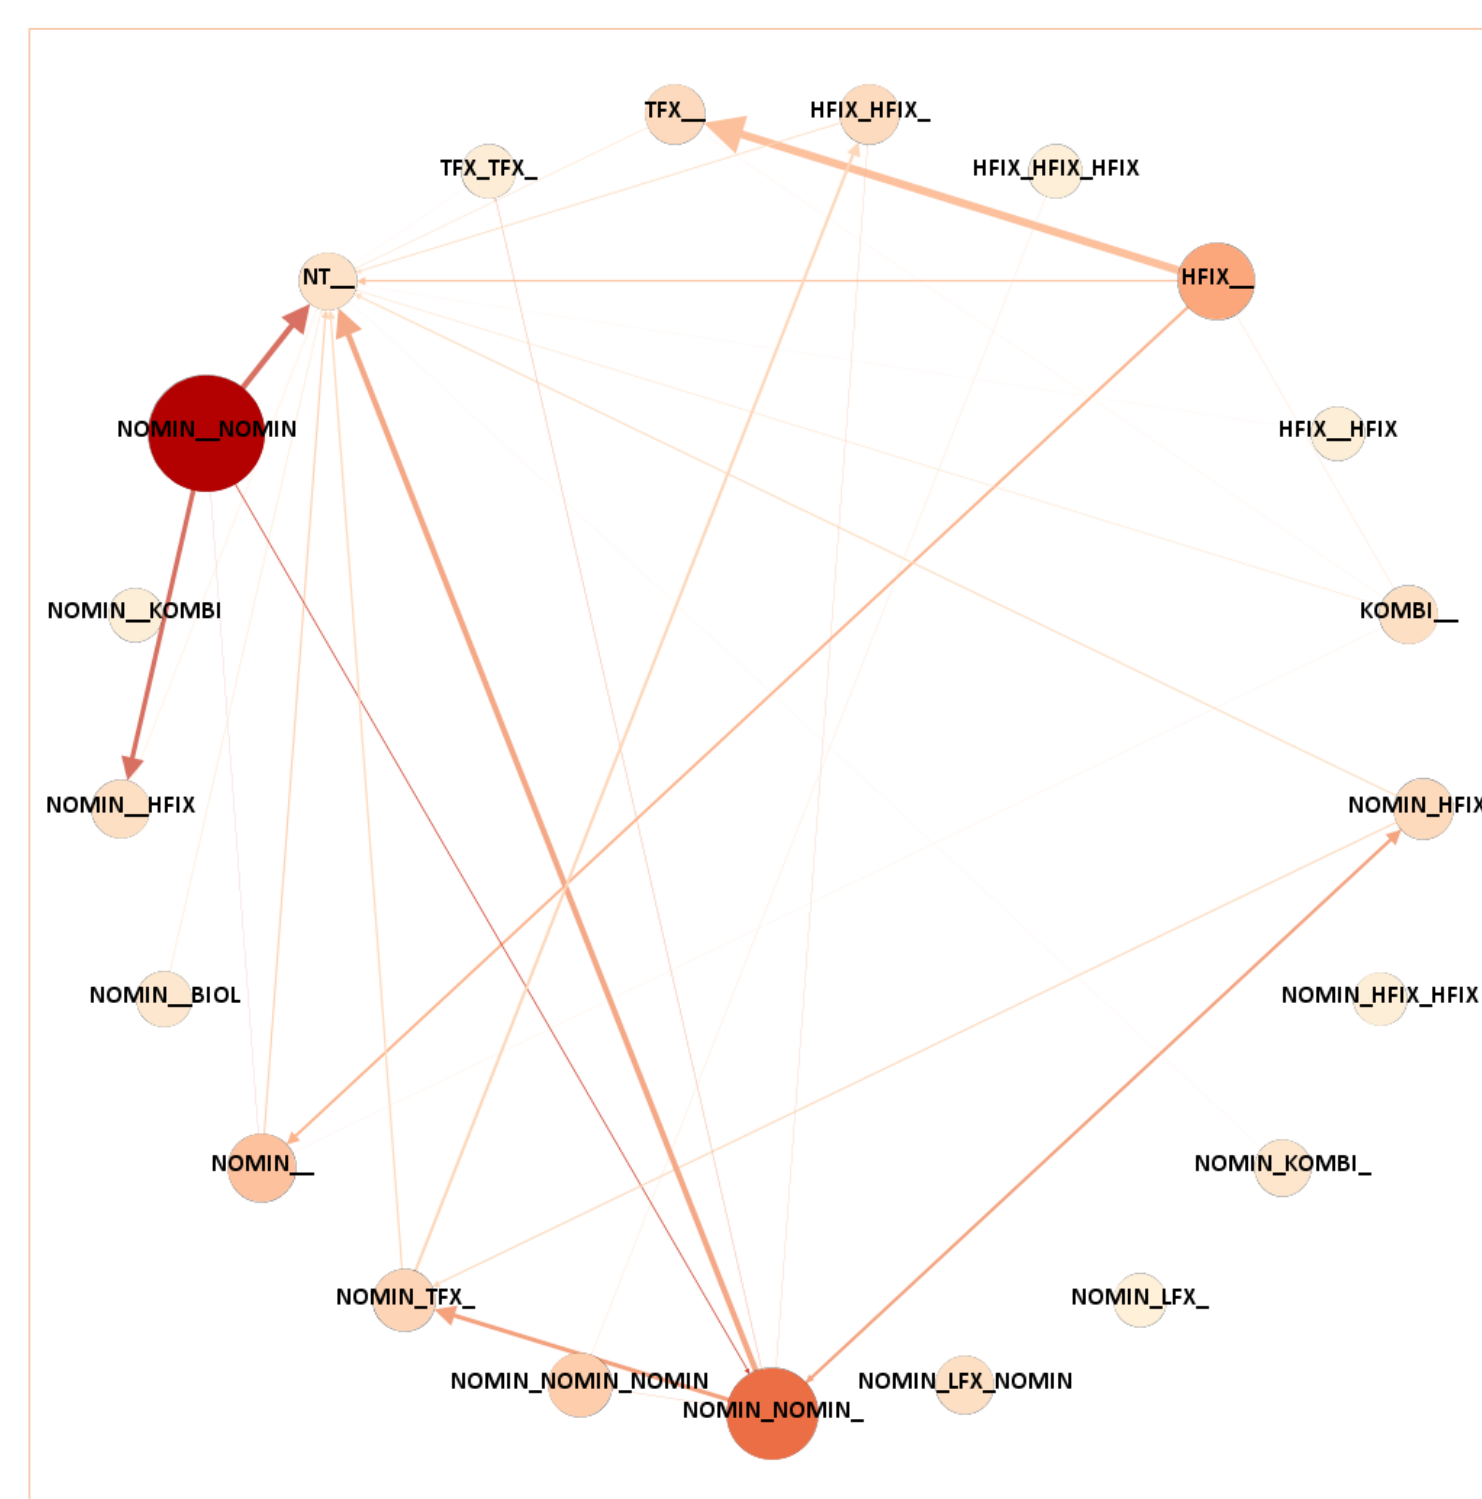 TFX__
HFIX_HFIX_
TFX_TFX_
HFIX_HFIX_HFIX
NT__
HFIX__
NOMIN__NOMIN
HFIX__HFIX
NOMIN__KOMBI
KOMBI__
NOMIN__HFIX
NOMIN_HFIX
NOMIN__BIOL
NOMIN_HFIX_HFIX
NOMIN__
NOMIN_KOMBI_
NOMIN_TFX_
NOMIN_LFX_
NOMIN_NOMIN_NOMIN
NOMIN_LFX_NOMIN
NOMIN_NOMIN_